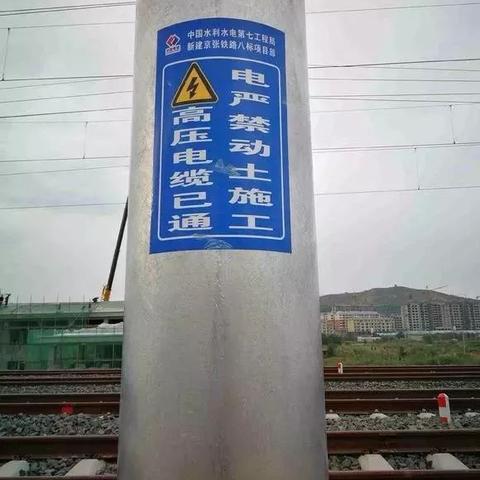 中国水利水电第七工程局
新建京张铁路八标项目部
高压电缆已通
电严禁动土施工